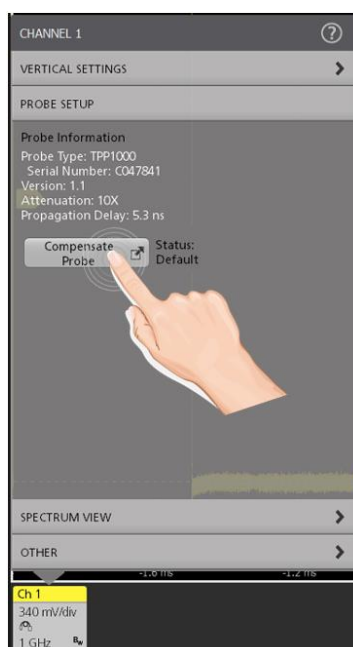 CHANNEL 1
?
VERTICAL SETTINGS
PROBE SETUP
Probe Information
Probe Type: TPP1000
Serial Number: C047841
Version: 1.1
Attenuation: 10X
Propagation Delay: 5.3 ns
Compensate
Probe
Status:
Default
SPECTRUM VIEW
OTHER
-1.6 ms -1.2 ms
Ch 1
340 mV/div
1 GHz Bw